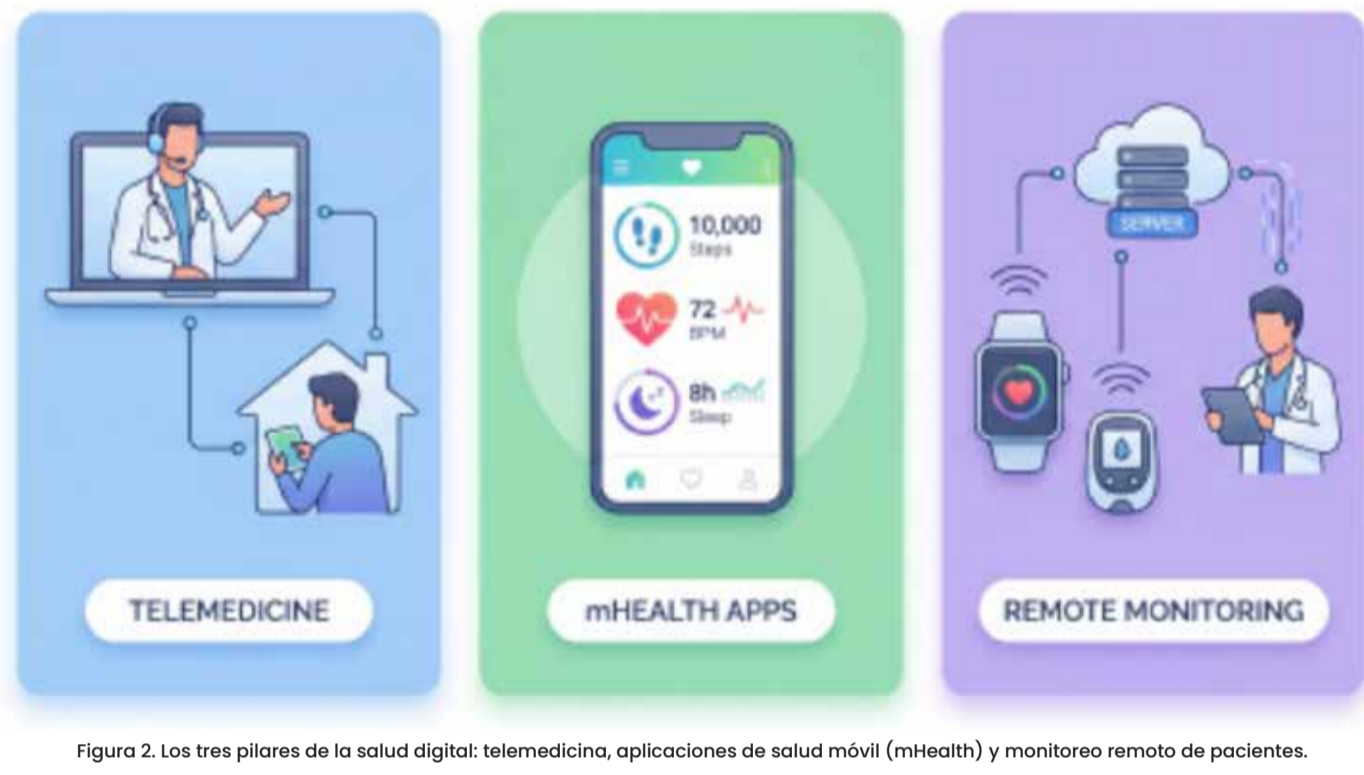 SERVER
10,000
Steps
72
BPM
8h
Sleep
TELEMEDICINE
mHEALTH APPS
REMOTE MONITORING
Figura 2. Los tres pilares de la salud digital: telemedicina, aplicaciones de salud móvil (mHealth) y monitoreo remoto de pacientes.